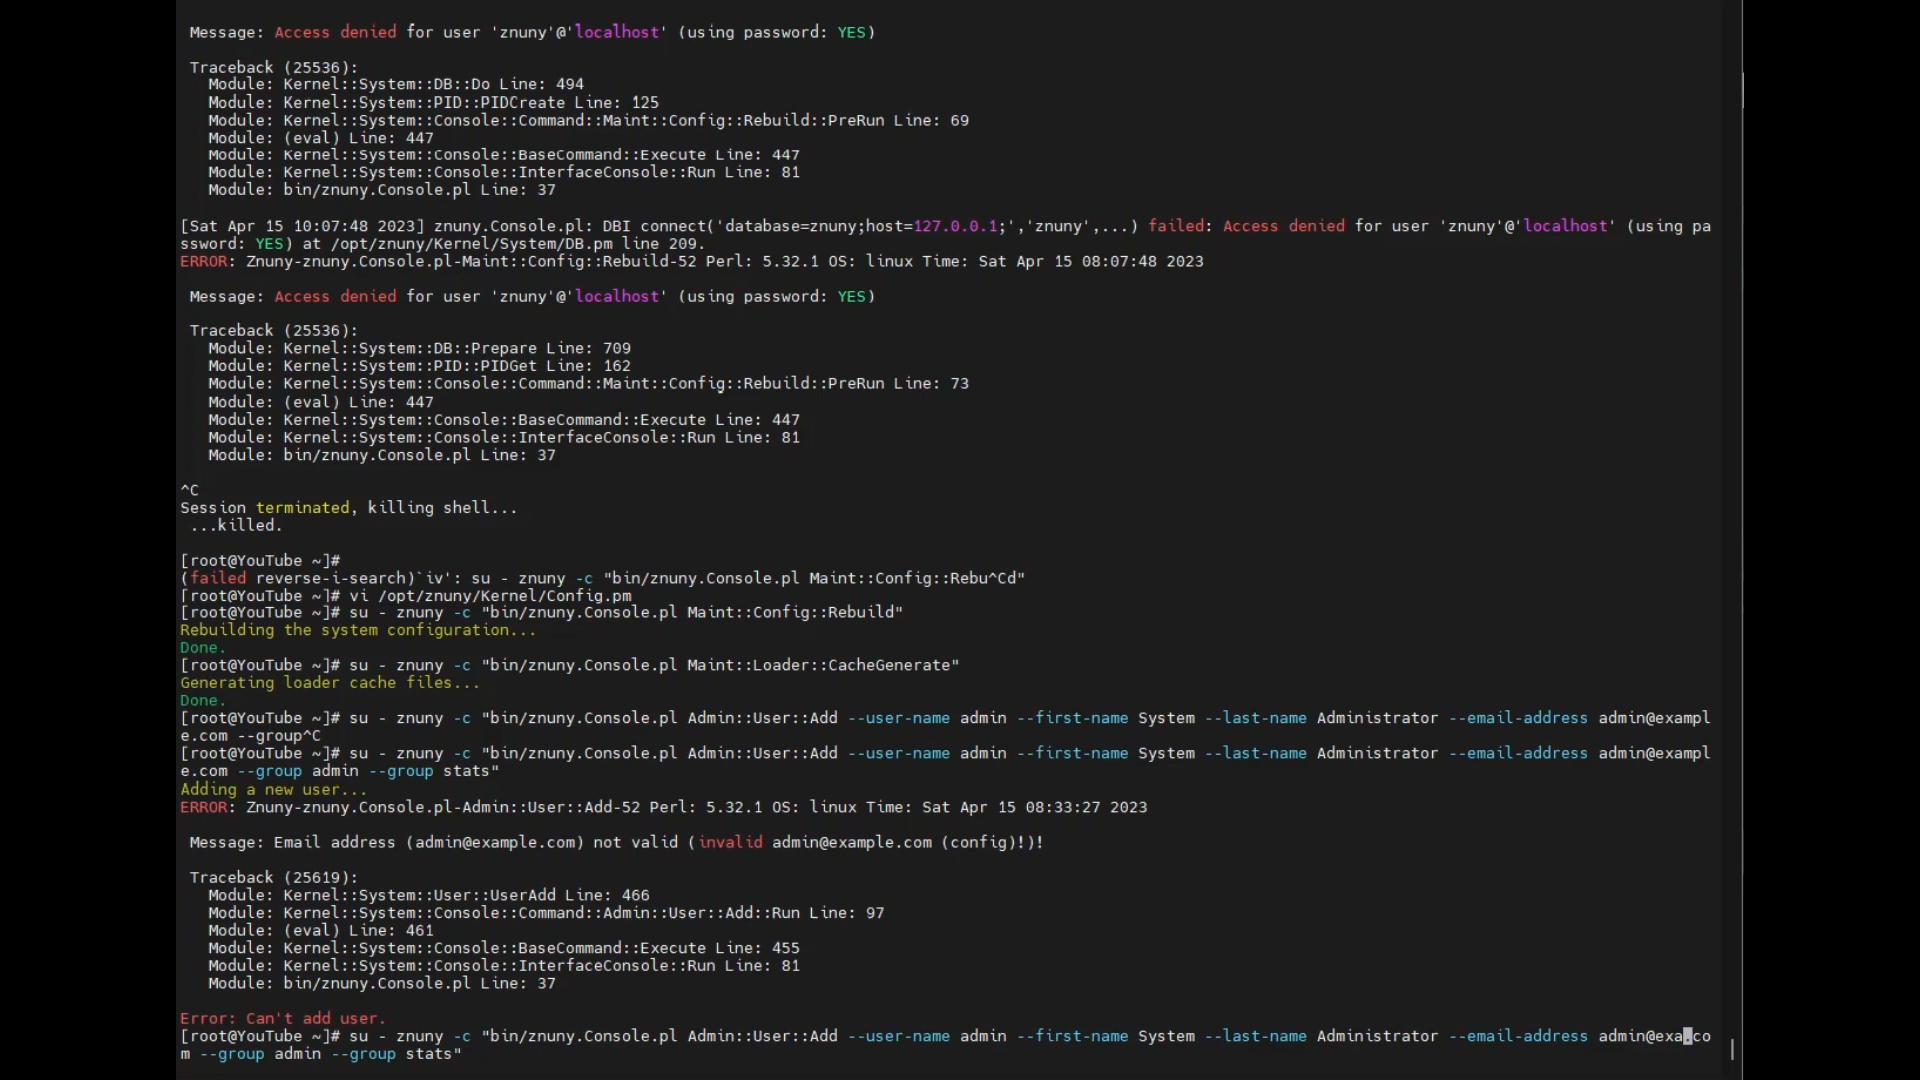 Message: Access denied for user 'znuny'@'localhost' (using password: YES)
Traceback (25536):
Module: Kernel::System::DB::Do Line: 494
Module: Kernel::System::PID::PIDCreate Line: 125
Module: Kernel::System::Console::Command::Maint::Config::Rebuild::PreRun Line: 69
Module: (eval) Line: 447
Module: Kernel::System::Console::BaseCommand::Execute Line: 447
Module: Kernel::System::Console::InterfaceConsole::Run Line: 81
Module: bin/znuny.Console.pl Line: 37
[Sat Apr 15 10:07:48 2023] znuny.Console.pl: DBI connect('database=znuny;host=127.0.0.1;','znuny',...) failed: Access denied for user 'znuny'@'localhost' (using pa
ssword: YES) at /opt/znuny/Kernel/System/DB.pm line 209.
ERROR: Znuny-znuny.Console.pl-Maint::Config::Rebuild-52 Perl: 5.32.1 OS: linux Time: Sat Apr 15 08:07:48 2023
Message: Access denied for user 'znuny'@'localhost' (using password: YES)
Traceback (25536):
Module: Kernel::System::DB::Prepare Line: 709
Module: Kernel::System::PID::PIDGet Line: 162
Module: Kernel::System::Console::Command::Maint::Config::Rebuild::PreRun Line: 73
Module: (eval) Line: 447
Module: Kernel::System::Console::BaseCommand::Execute Line: 447
Module: Kernel::System::Console::InterfaceConsole::Run Line: 81
Module: bin/znuny.Console.pl Line: 37
^C
Session terminated, killing shell...
...killed.
[root@YouTube ~]#
(failed reverse-i-search)`iv': su - znuny -c "bin/znuny.Console.pl Maint::Config::Rebu^Cd"
[root@YouTube ~]# vi /opt/znuny/Kernel/Config.pm
[root@YouTube ~]# su - znuny -c "bin/znuny.Console.pl Maint::Config::Rebuild"
Rebuilding the system configuration...
Done.
[root@YouTube ~]# su - znuny -c "bin/znuny.Console.pl Maint::Loader::CacheGenerate"
Generating loader cache files...
Done.
[root@YouTube ~]# su - znuny -c "bin/znuny.Console.pl Admin::User::Add --user-name admin --first-name System --last-name Administrator --email-address admin@exampl
e.com --group^C
[root@YouTube ~]# su - znuny -c "bin/znuny.Console.pl Admin::User::Add --user-name admin --first-name System --last-name Administrator --email-address admin@exampl
e.com --group admin --group stats"
Adding a new user...
ERROR: Znuny-znuny.Console.pl-Admin::User::Add-52 Perl: 5.32.1 OS: linux Time: Sat Apr 15 08:33:27 2023
Message: Email address (admin@example.com) not valid (invalid admin@example.com (config)!)!
Traceback (25619):
Module: Kernel::System::User::UserAdd Line: 466
Module: Kernel::System::Console::Command::Admin::User::Add::Run Line: 97
Module: (eval) Line: 461
Module: Kernel::System::Console::BaseCommand::Execute Line: 455
Module: Kernel::System::Console::InterfaceConsole::Run Line: 81
Module: bin/znuny.Console.pl Line: 37
Error: Can't add user.
[root@YouTube ~]# su - znuny -c "bin/znuny.Console.pl Admin::User::Add --user-name admin --first-name System --last-name Administrator --email-address admin@exa.co
m --group admin --group stats"